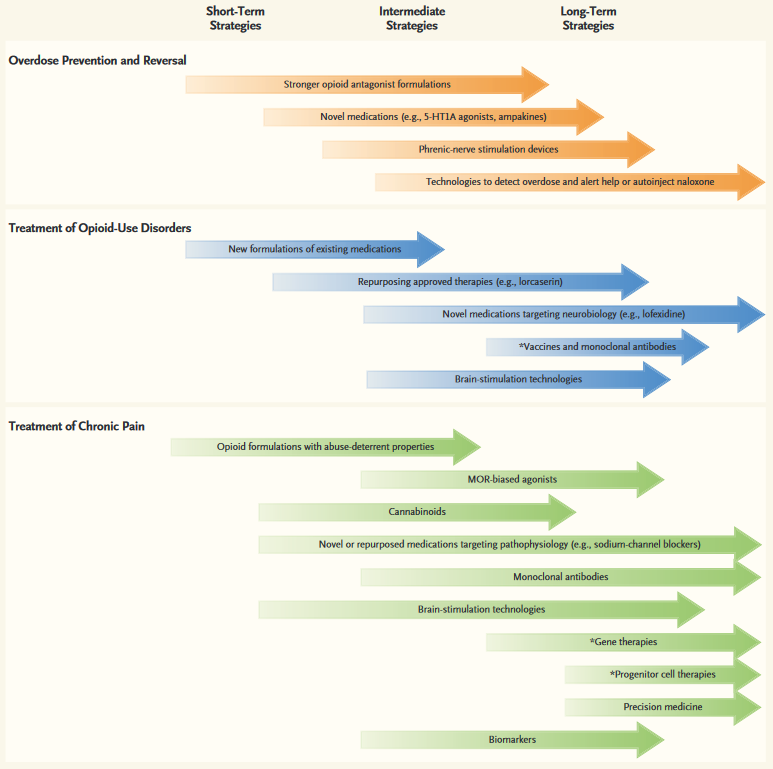 Short-Term
Strategies
Intermediate
Strategies
Long-Term
Strategies
Overdose Prevention and Reversal
Stronger opioid antagonist formulations
Novel medications (e.g., 5-HT1A agonists, ampakines)
Phrenic-nerve stimulation devices
Technologies to detect overdose and alert help or autoinject naloxone
Treatment of Opioid-Use Disorders
New formulations of existing medications
Repurposing approved therapies (e.g., lorcaserin)
Novel medications targeting neurobiology (e.g., lofexidine)
*Vaccines and monoclonal antibodies
Brain-stimulation technologies
Treatment of Chronic Pain
Opioid formulations with abuse-deterrent properties
MOR-biased agonists
Cannabinoids
Novel or repurposed medications targeting pathophysiology (e.g., sodium-channel blockers)
Monoclonal antibodies
Brain-stimulation technologies
*Gene therapies
*Progenitor cell therapies
Precision medicine
Biomarkers